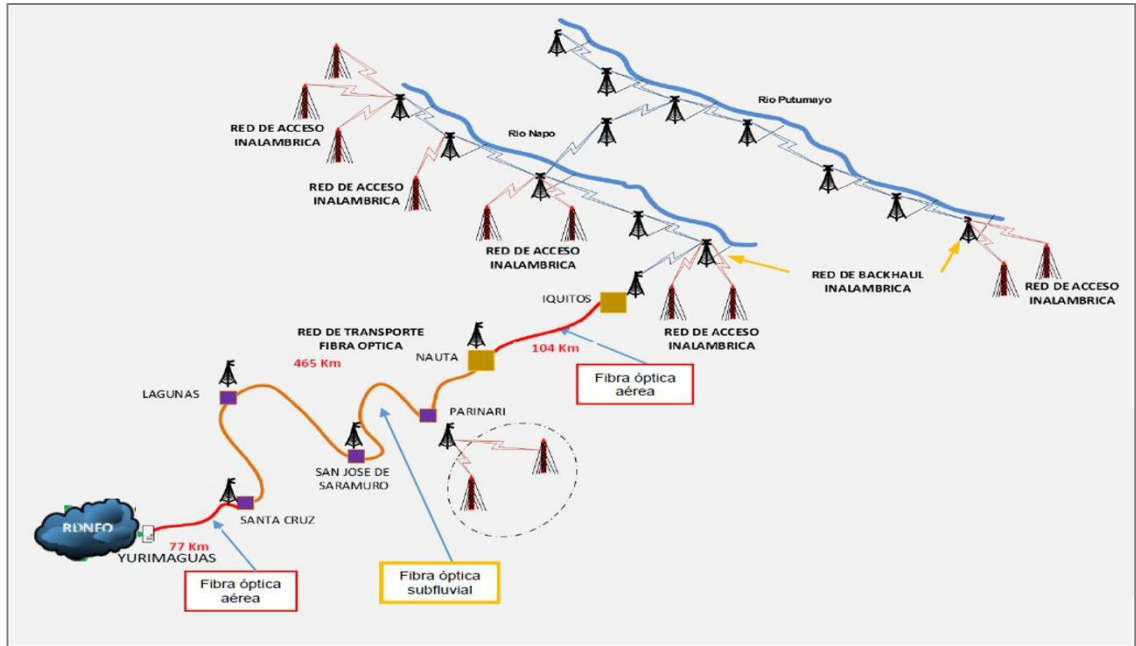 Rio Putumayo
RED DE ACCESO
INALAMBRICA
Rio Napo
RED DE ACCESO
INALAMBRICA
RED DE ACCESO
INALAMBRICA
RED DE BACKHAUL
INALAMBRICA
RED DE ACCESO
INALAMBRICA
IQUITOS
RED DE ACCESO
INALAMBRICA
RED DE TRANSPORTE
FIBRA OPTICA
465 Km
104 Km
NAUTA
Fibra óptica
aérea
LAGUNAS
PARINARI
SAN JOSE DE
SARAMURO
SANTA CRUZ
RDNFO
77 Km
YURIMAGUAS
Fibra óptica
aérea
Fibra óptica
subfluvial